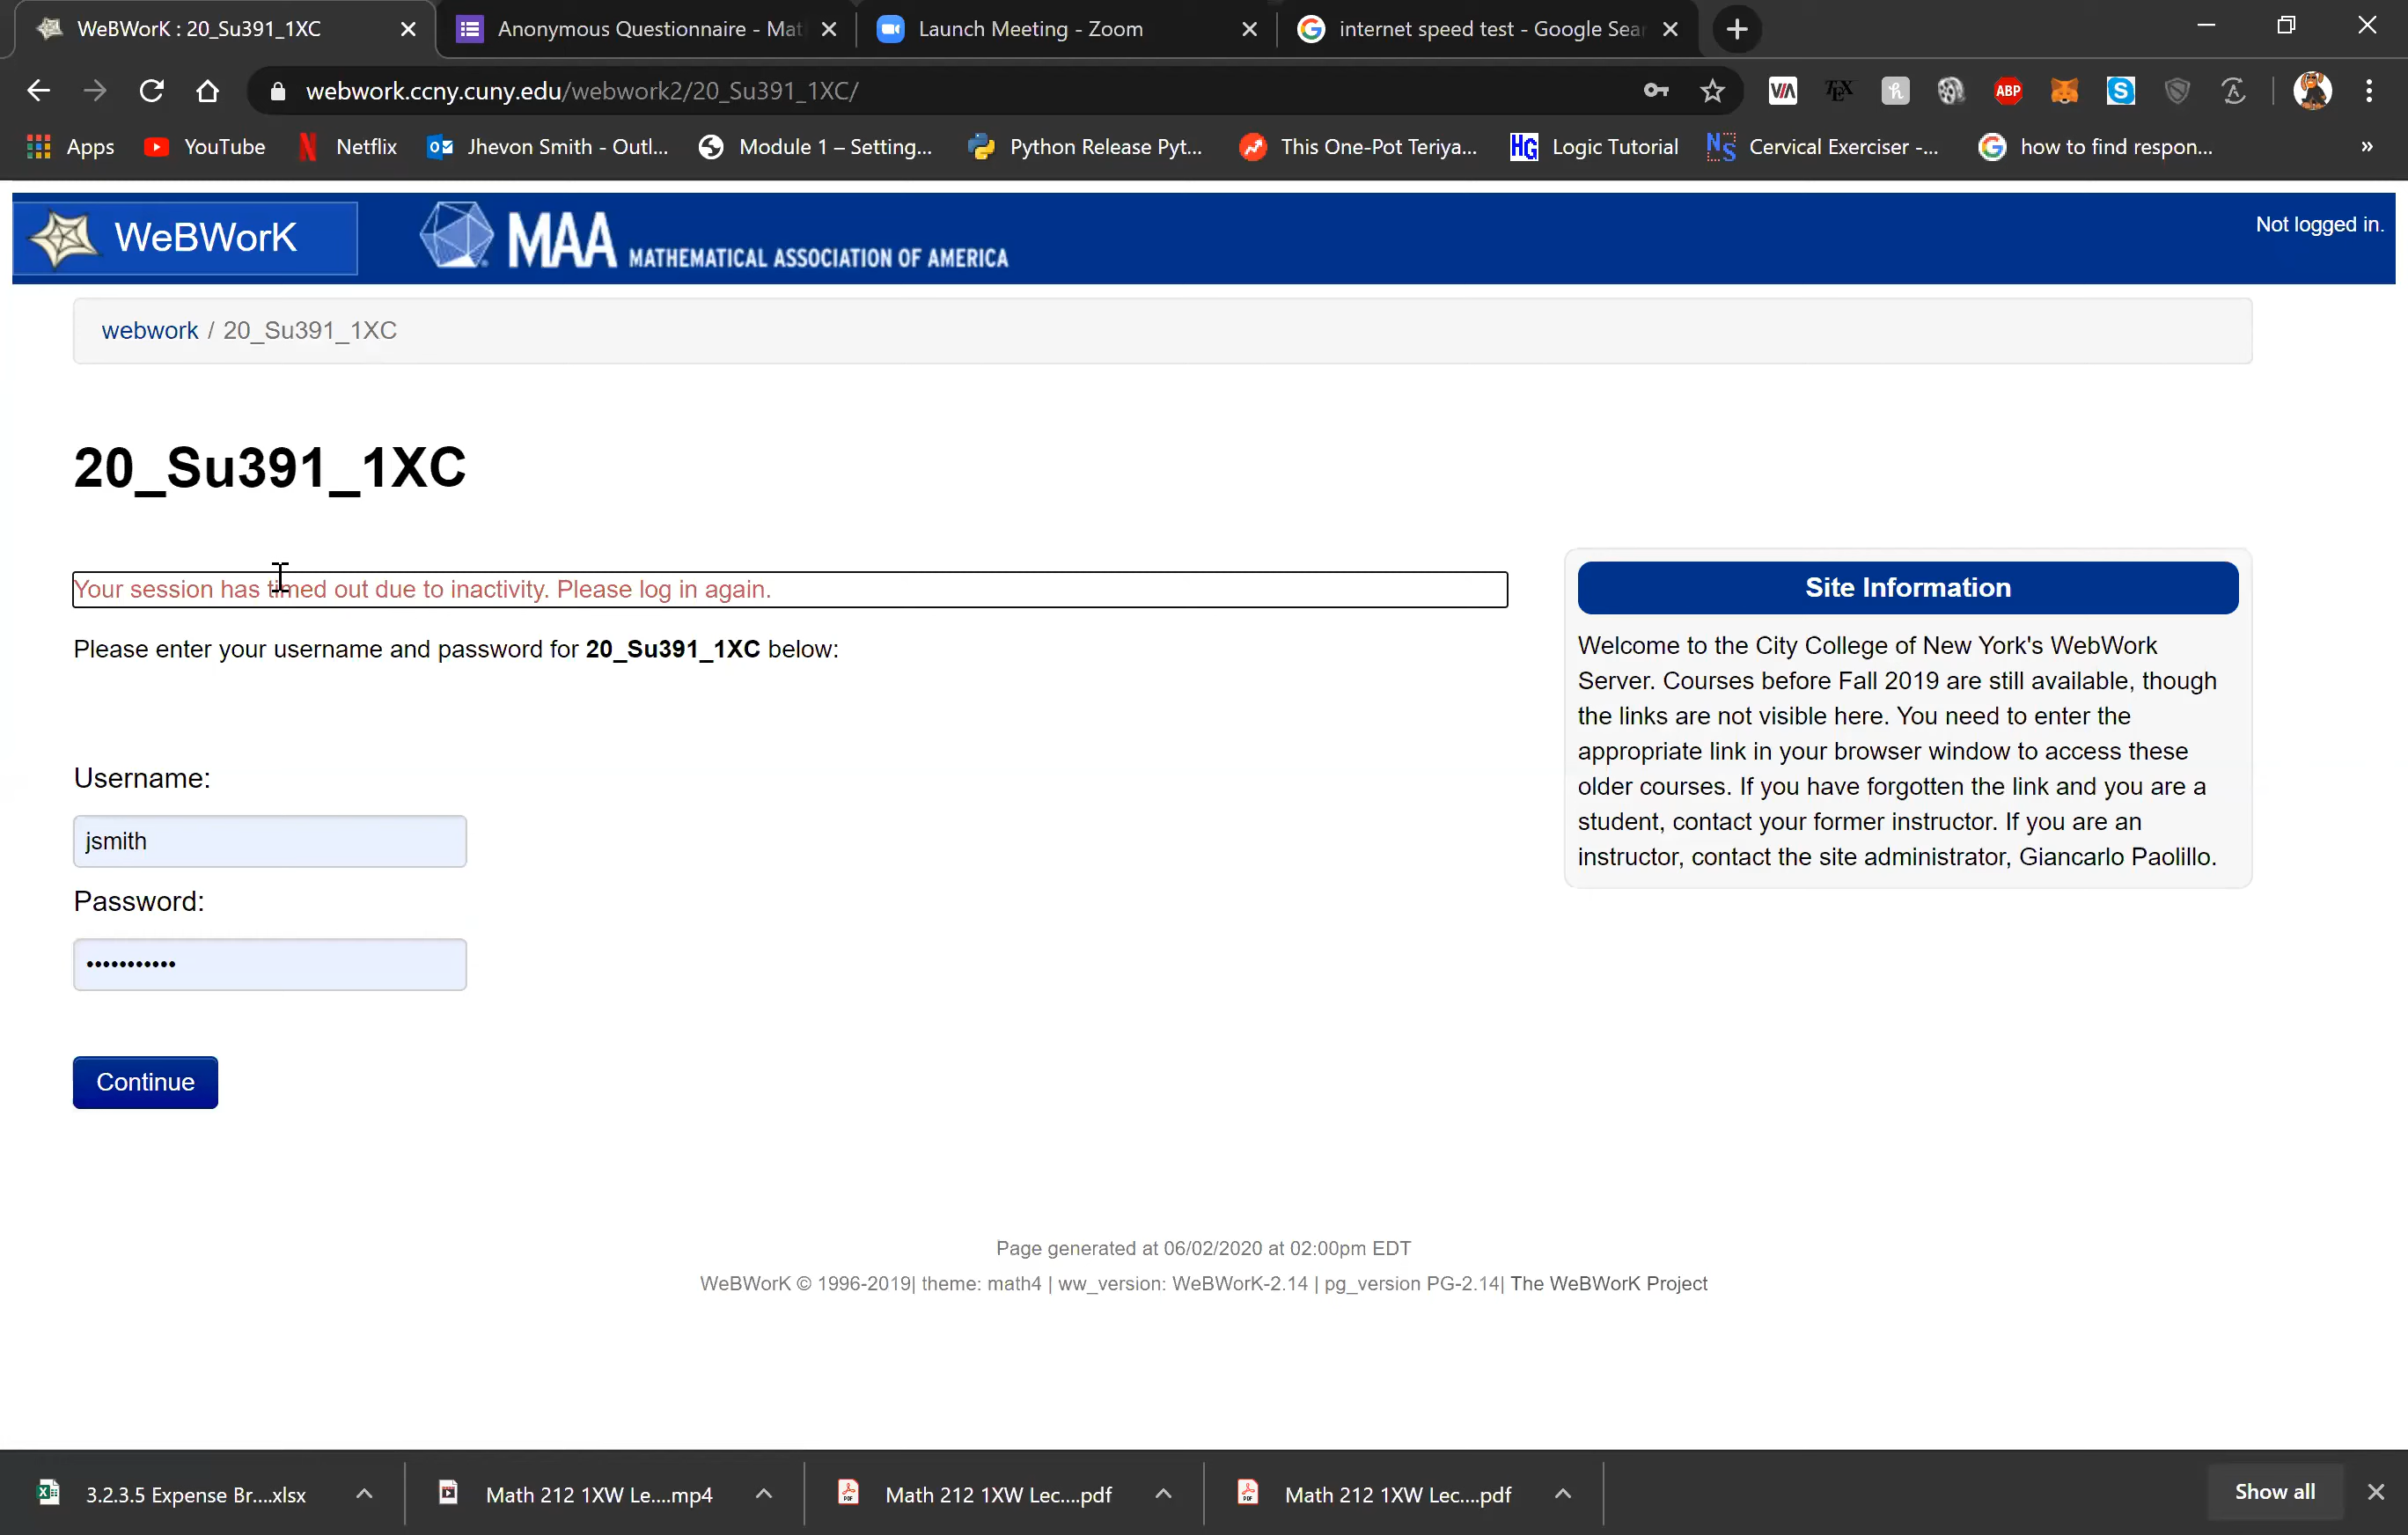 WeBWorK : 20_Su391_1XC
Anonymous Questionnaire - Mat
Launch Meeting - Zoom
internet speed test - Google Sear
webwork.ccny.cuny.edu/webwork2/20_Su391_1XC/
VIA
TEX
ABP
Apps
YouTube
Netflix
Jhevon Smith - Outl...
Module 1 – Setting...
Python Release Pyt...
This One-Pot Teriya...
HG Logic Tutorial
NS Cervical Exerciser -...
how to find respon...
»
WeBWorK
MAA MATHEMATICAL ASSOCIATION OF AMERICA
Not logged in.
webwork / 20_Su391_1XC
20_Su391_1XC
Your session has timed out due to inactivity. Please log in again.
Please enter your username and password for 20_Su391_1XC below:
Username:
jsmith
Password:
•••••••••••
Continue
Site Information
Welcome to the City College of New York's WebWork
Server. Courses before Fall 2019 are still available, though
the links are not visible here. You need to enter the
appropriate link in your browser window to access these
older courses. If you have forgotten the link and you are a
student, contact your former instructor. If you are an
instructor, contact the site administrator, Giancarlo Paolillo.
Page generated at 06/02/2020 at 02:00pm EDT
WeBWorK © 1996-2019| theme: math4 | ww_version: WeBWorK-2.14 | pg_version PG-2.14| The WeBWorK Project
3.2.3.5 Expense Br....xlsx
Math 212 1XW Le....mp4
Math 212 1XW Lec....pdf
Math 212 1XW Lec....pdf
Show all